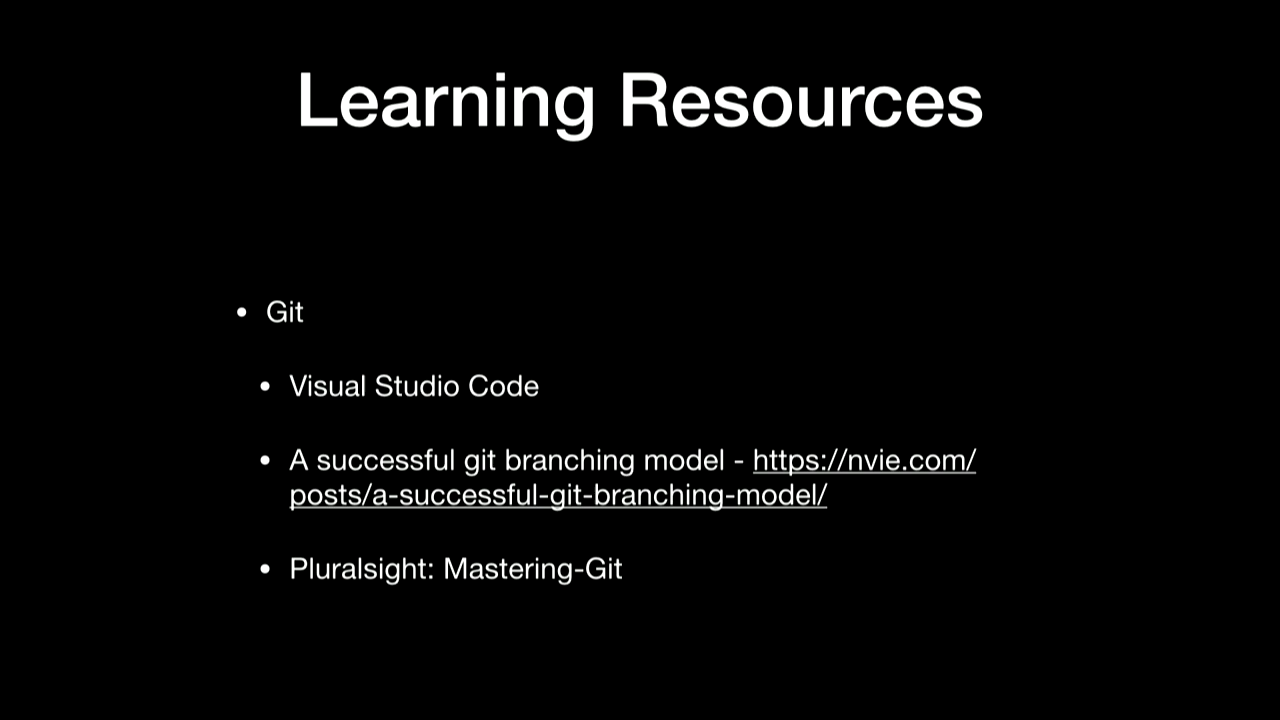 Learning Resources
• Git
• Visual Studio Code
• A successful git branching model - https://nvie.com/
posts/a-successful-git-branching-model/
• Pluralsight: Mastering-Git